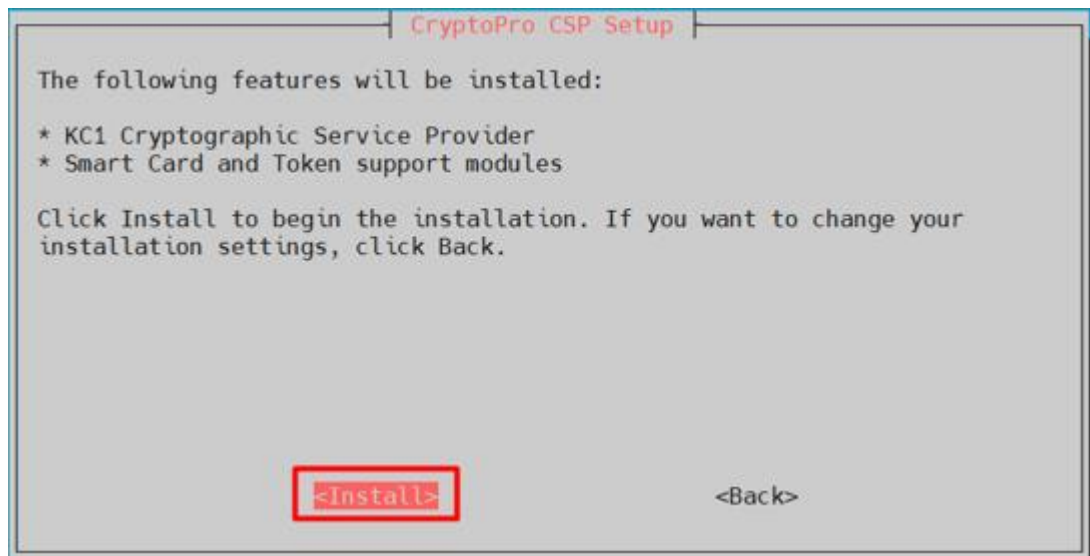 CryptoPro CSP Setup
The following features will be installed:
* KC1 Cryptographic Service Provider
* Smart Card and Token support modules
Click Install to begin the installation. If you want to change your
installation settings, click Back.
<Install> <Back>